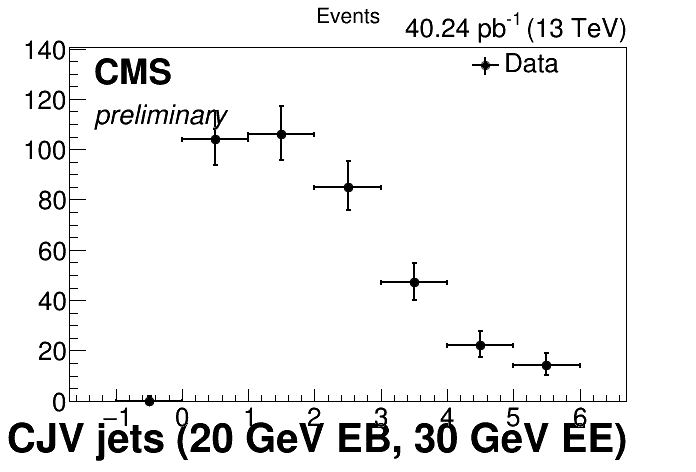 Events
40.24 pb-1 (13 TeV)
CMS
preliminary
Data
140
120
100
80
60
40
20
0
−1 0 1 2 3 4 5 6
CJV jets (20 GeV EB, 30 GeV EE)